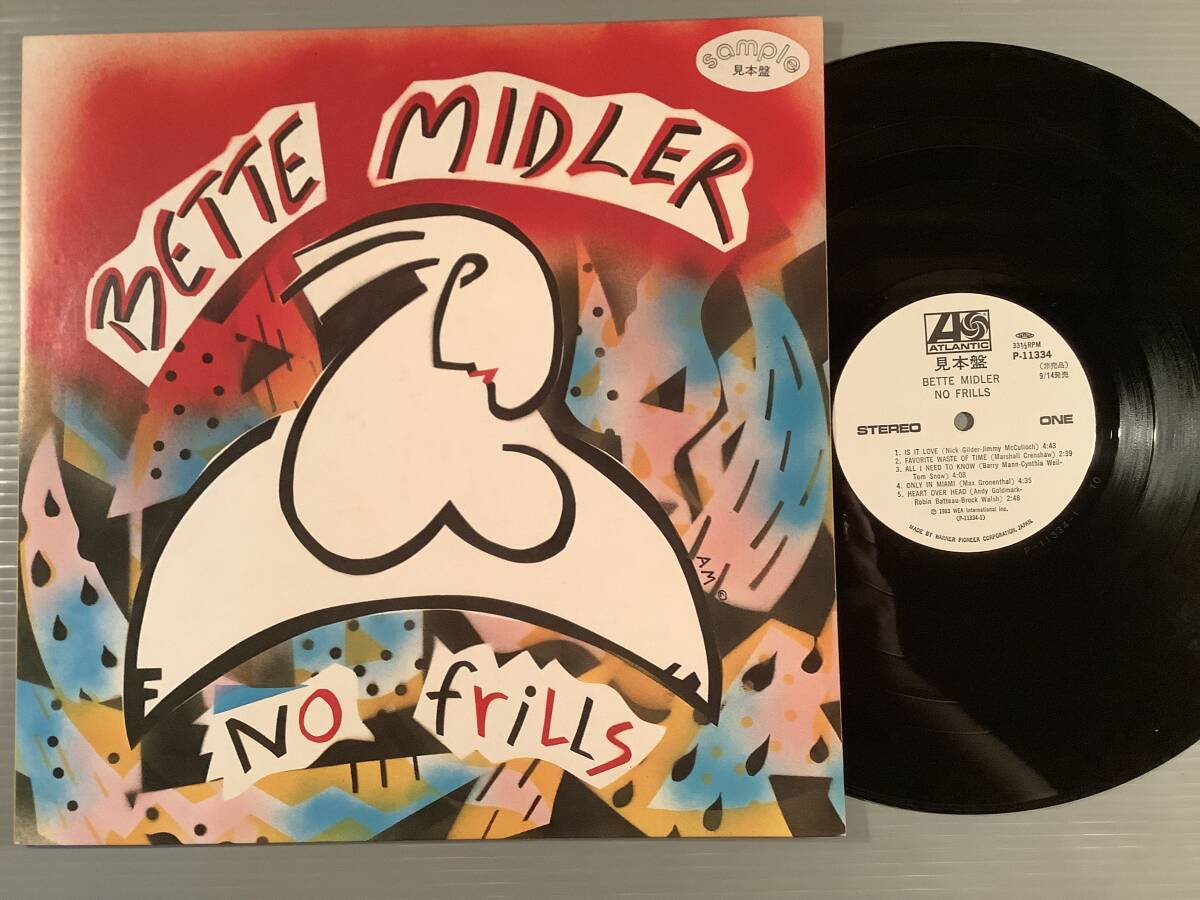 sample
見本盤
BETTE MIDLER
AM©
NO frills
ATLANTIC
33⅓RPM
P-11334
見本盤
(非売品)
9/14発売
BETTE MIDLER
NO FRILLS
STEREO
ONE
1. IS IT LOVE (Nick Gilder-Jimmy McCulloch) 4:43
2. FAVORITE WASTE OF TIME (Marshall Crenshaw) 2:39
3. ALL I NEED TO KNOW (Barry Mann-Cynthia Weil-
Tom Snow) 4:08
4. ONLY IN MIAMI (Max Gronenthal) 4:35
5. HEART OVER HEAD (Andy Goldmark-
Robin Batteau-Brock Walsh) 2:48
℗ 1983 WEA International Inc.
(P-11334-1)
MADE BY WARNER PIONEER CORPORATION, JAPAN.
P-11334-1